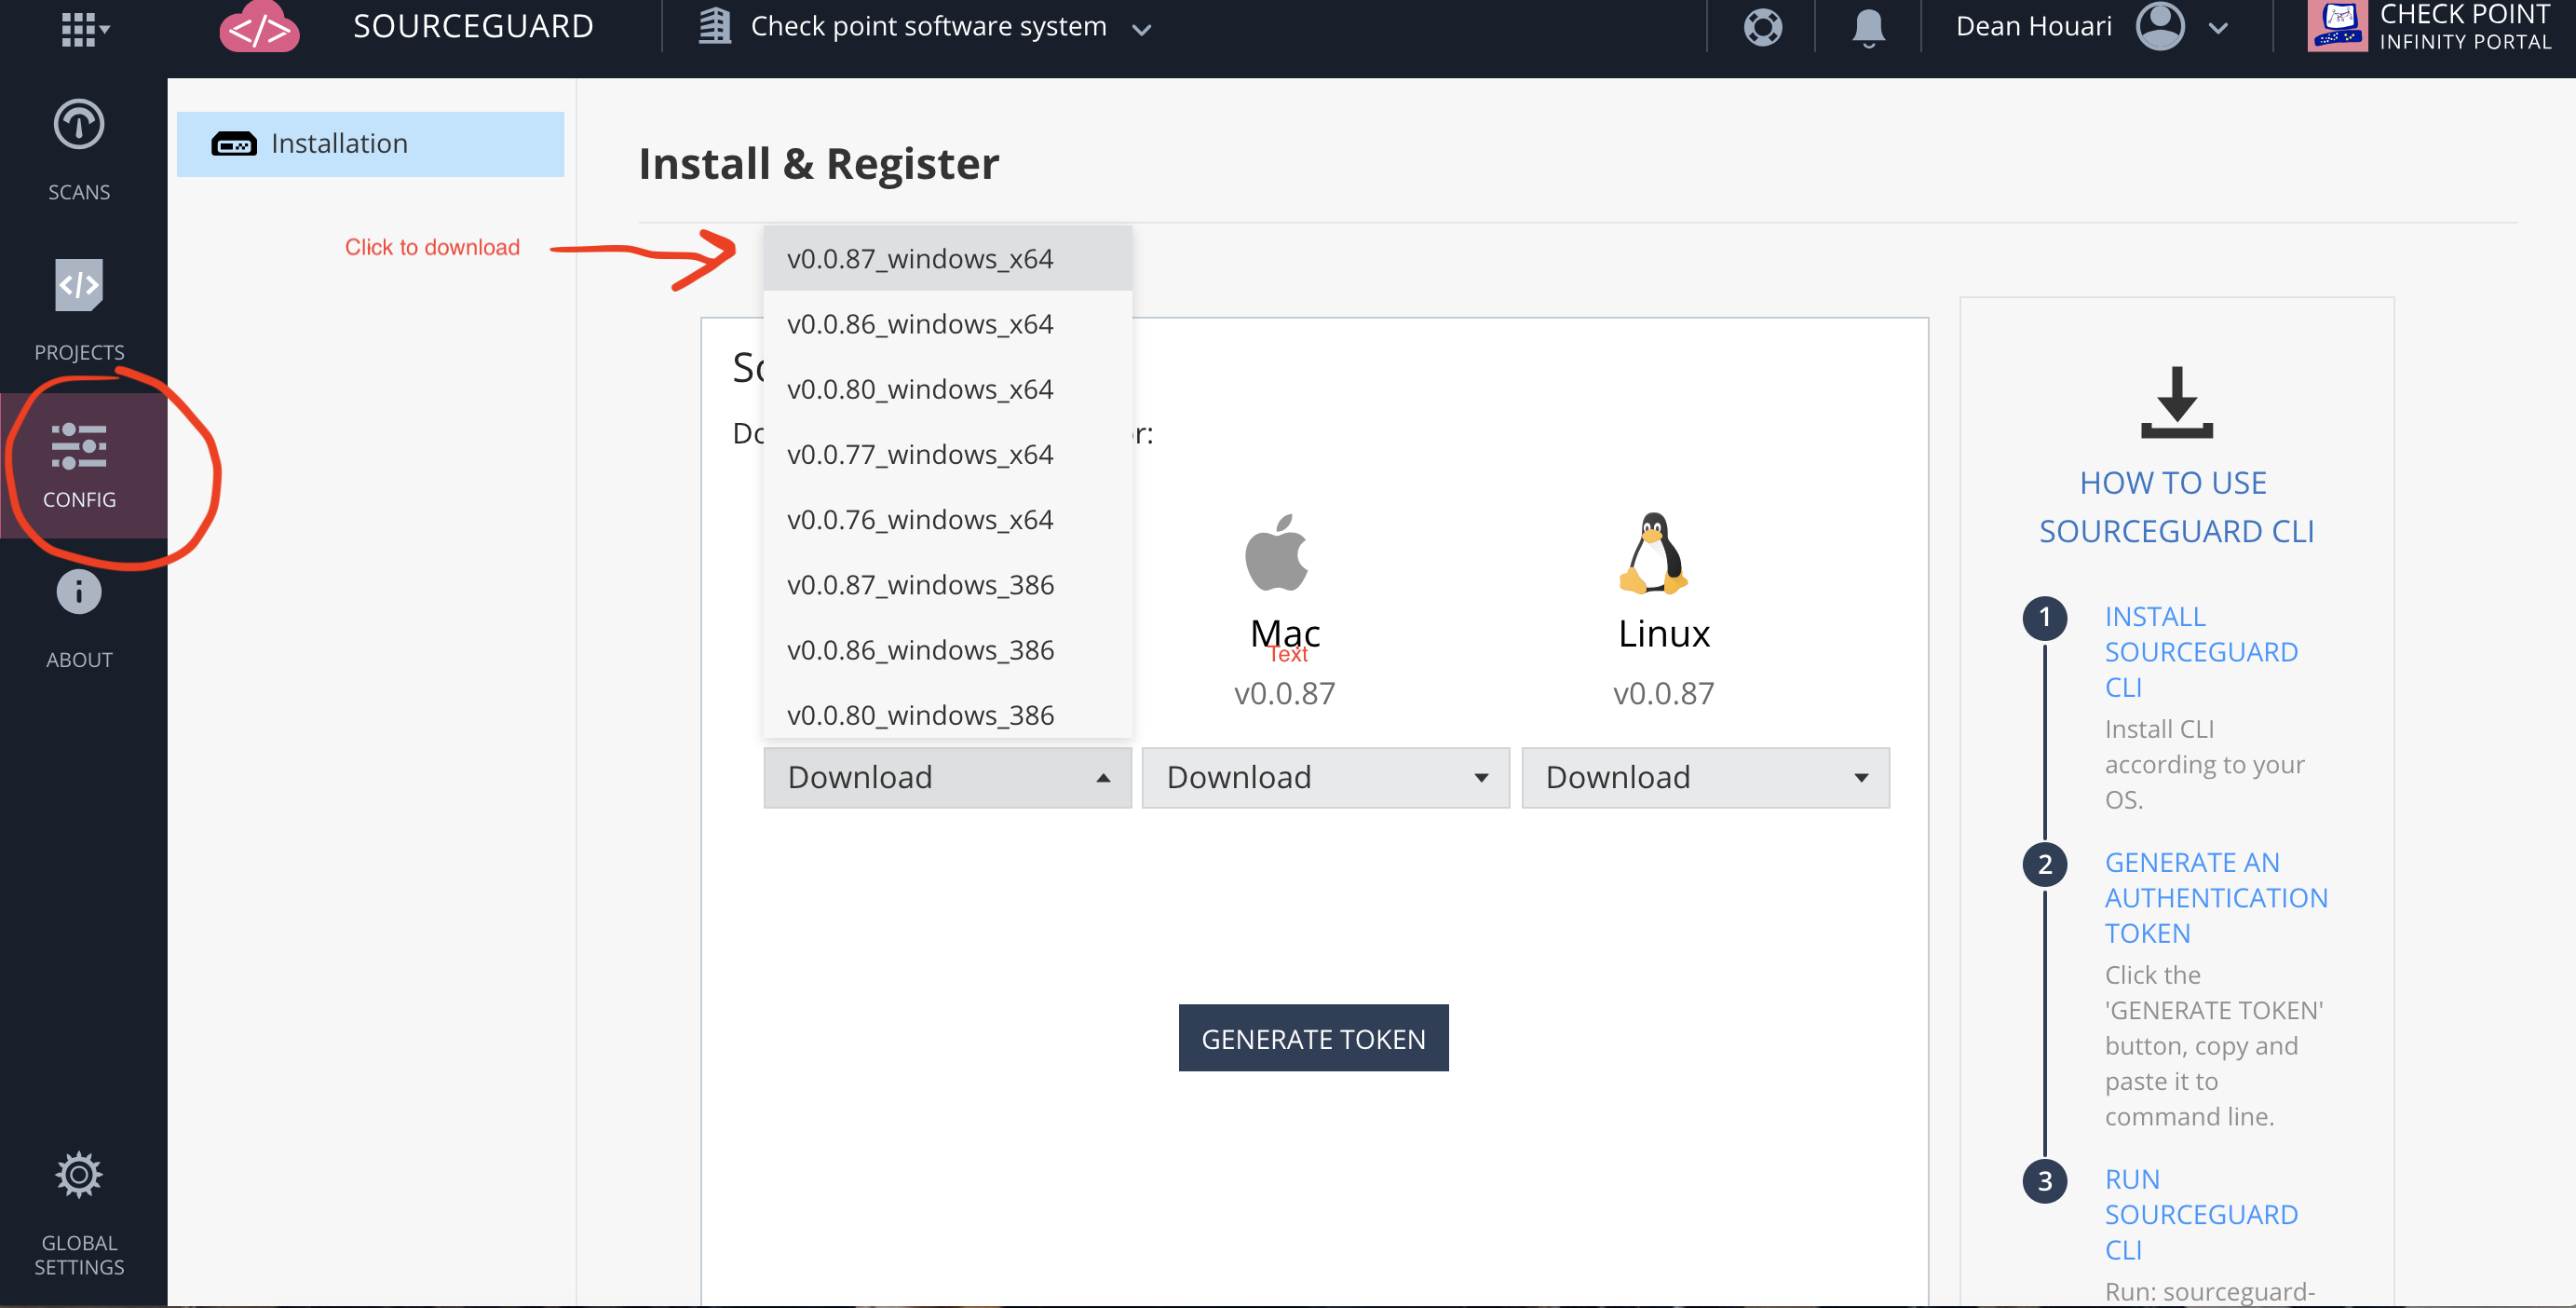 SOURCEGUARD
Check point software system
Dean Houari
CHECK POINT
INFINITY PORTAL
SCANS
PROJECTS
CONFIG
ABOUT
GLOBAL
SETTINGS
Installation
Install & Register
Click to download
v0.0.87_windows_x64
v0.0.86_windows_x64
v0.0.80_windows_x64
v0.0.77_windows_x64
v0.0.76_windows_x64
v0.0.87_windows_386
v0.0.86_windows_386
v0.0.80_windows_386
Mac
Text
v0.0.87
Linux
v0.0.87
Download
Download
Download
GENERATE TOKEN
HOW TO USE
SOURCEGUARD CLI
1
INSTALL
SOURCEGUARD
CLI
Install CLI
according to your
OS.
2
GENERATE AN
AUTHENTICATION
TOKEN
Click the
'GENERATE TOKEN'
button, copy and
paste it to
command line.
3
RUN
SOURCEGUARD
CLI
Run: sourceguard-